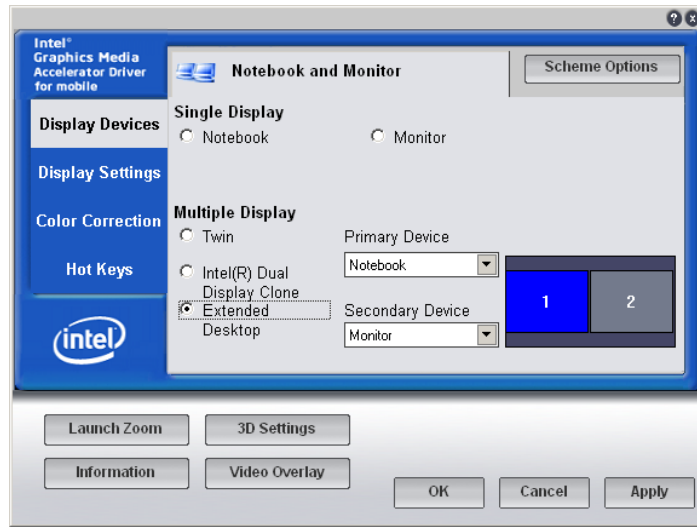 Intel®
Graphics Media
Accelerator Driver
for mobile
Notebook and Monitor
Scheme Options
Display Devices
Display Settings
Color Correction
Hot Keys
intel
Single Display
Notebook
Monitor
Multiple Display
Twin
Intel(R) Dual
Display Clone
Extended
Desktop
Primary Device
Notebook
Secondary Device
Monitor
1
2
Launch Zoom
3D Settings
Information
Video Overlay
OK
Cancel
Apply